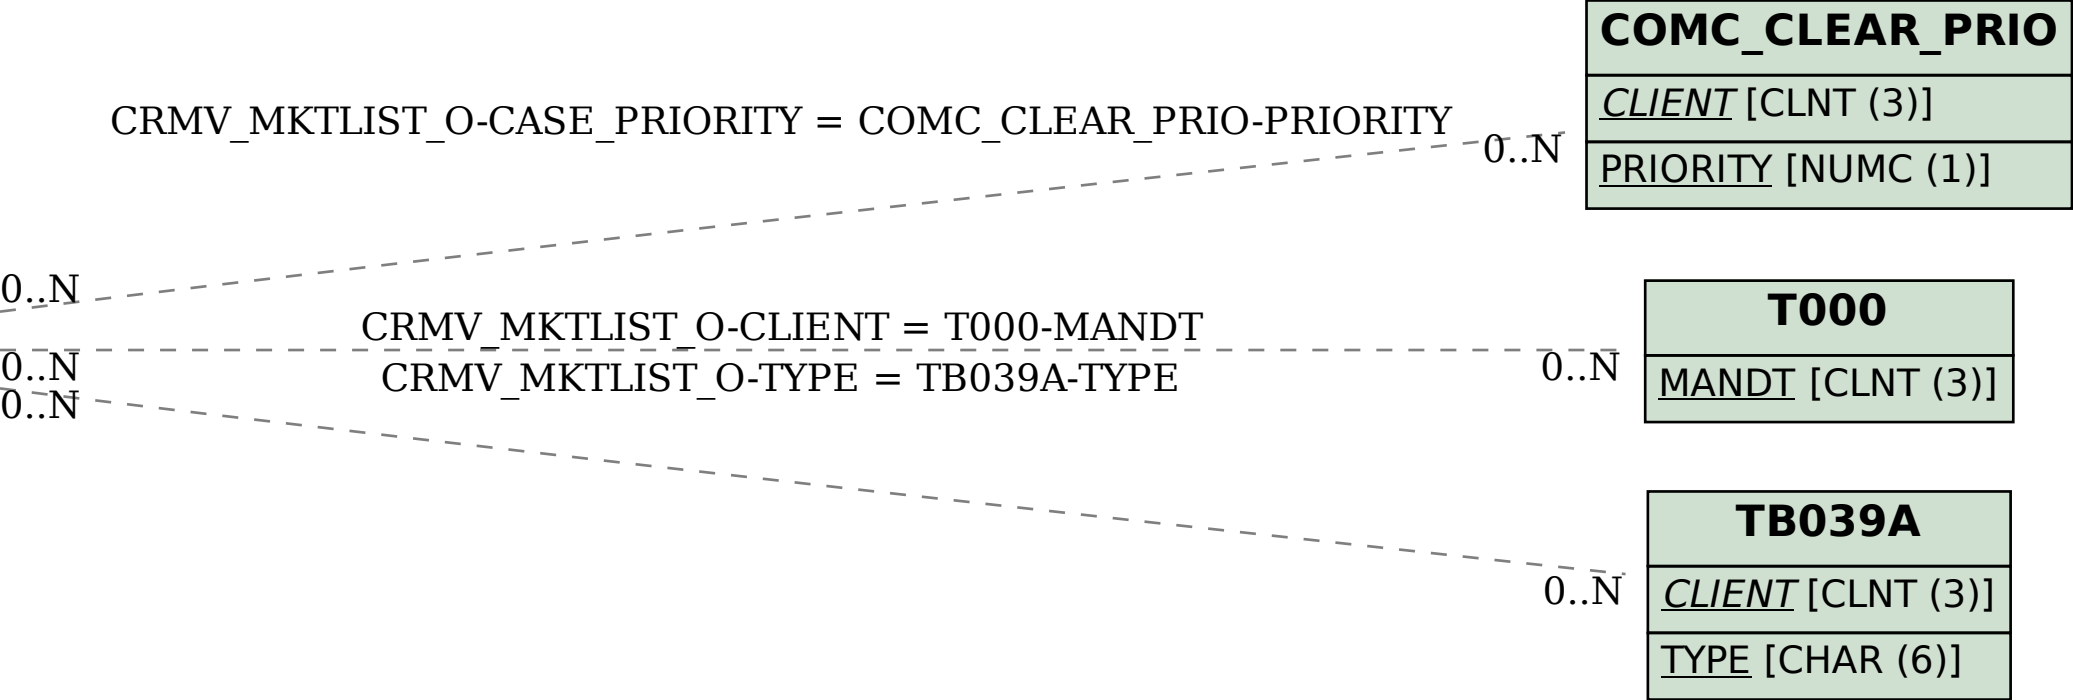 COMC_CLEAR_PRIO
CLIENT [CLNT (3)]
PRIORITY [NUMC (1)]
CRMV_MKTLIST_O-CASE_PRIORITY = COMC_CLEAR_PRIO-PRIORITY
0..N
0..N
CRMV_MKTLIST_O-CLIENT = T000-MANDT
0..N
0..N
T000
MANDT [CLNT (3)]
CRMV_MKTLIST_O-TYPE = TB039A-TYPE
0..N
0..N
TB039A
CLIENT [CLNT (3)]
TYPE [CHAR (6)]